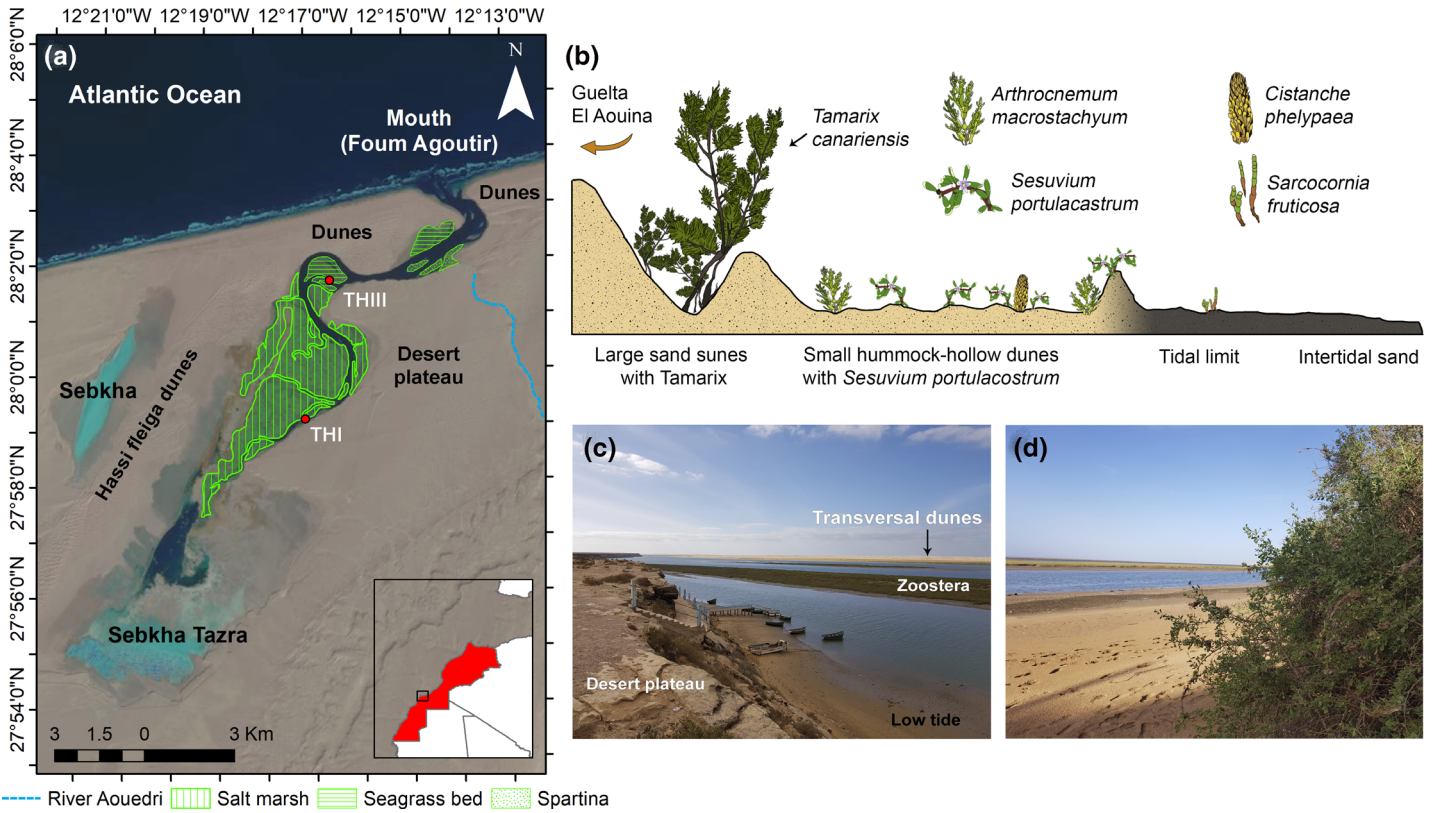 12°21'0"W 12°19'0"W 12°17'0"W 12°15'0"W 12°13'0"W
28°6'0"N
28°4'0"N
28°2'0"N
28°0'0"N
27°58'0"N
27°56'0"N
27°54'0"N
(a)
N
Atlantic Ocean
Mouth
(Foum Agoutir)
Dunes
Dunes
THIII
Desert
plateau
Sebkha
Hassi fleiga dunes
THI
Sebkha Tazra
3 1.5 0 3 Km
River Aouedri Salt marsh Seagrass bed Spartina
(b)
Guelta
El Aouina
Tamarix
canariensis
Arthrocnemum
macrostachyum
Cistanche
phelypaea
Sesuvium
portulacastrum
Sarcocornia
fruticosa
Large sand sunes
with Tamarix
Small hummock-hollow dunes
with Sesuvium portulacostrum
Tidal limit
Intertidal sand
(c)
Transversal dunes
Zoostera
Desert plateau
Low tide
(d)